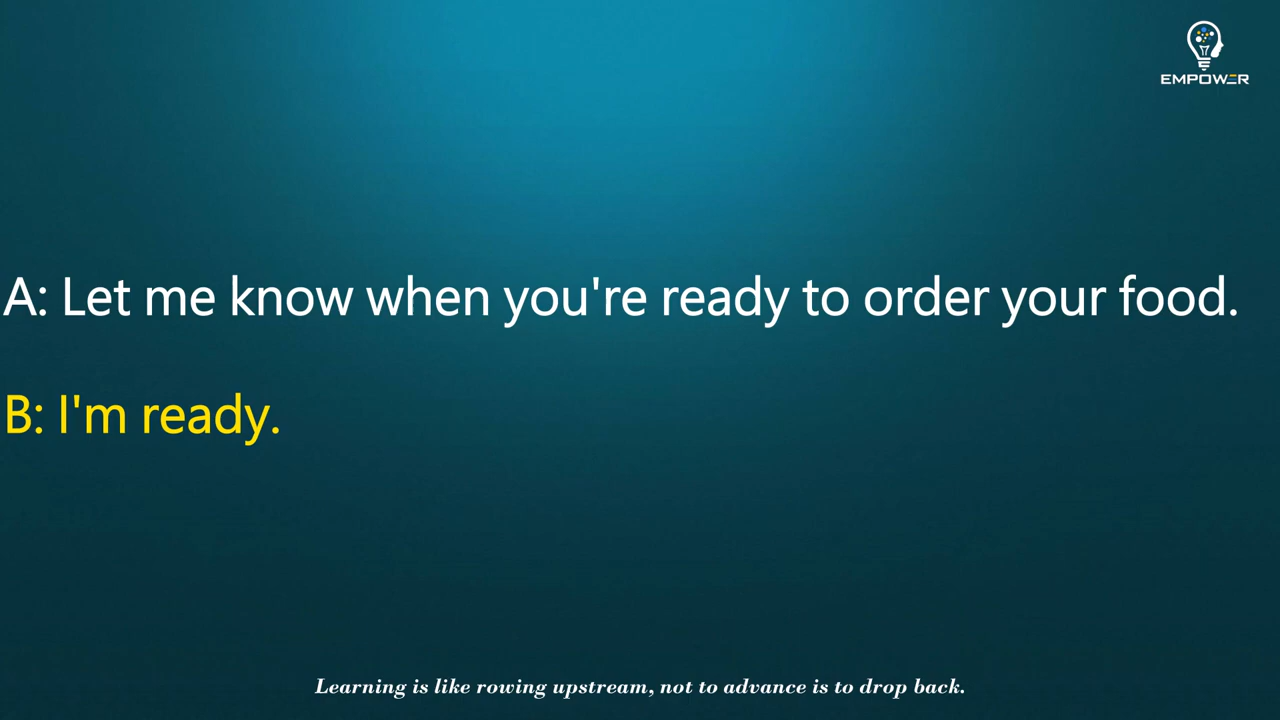 EMPOWER
A: Let me know when you're ready to order your food.
B: I'm ready.
Learning is like rowing upstream, not to advance is to drop back.